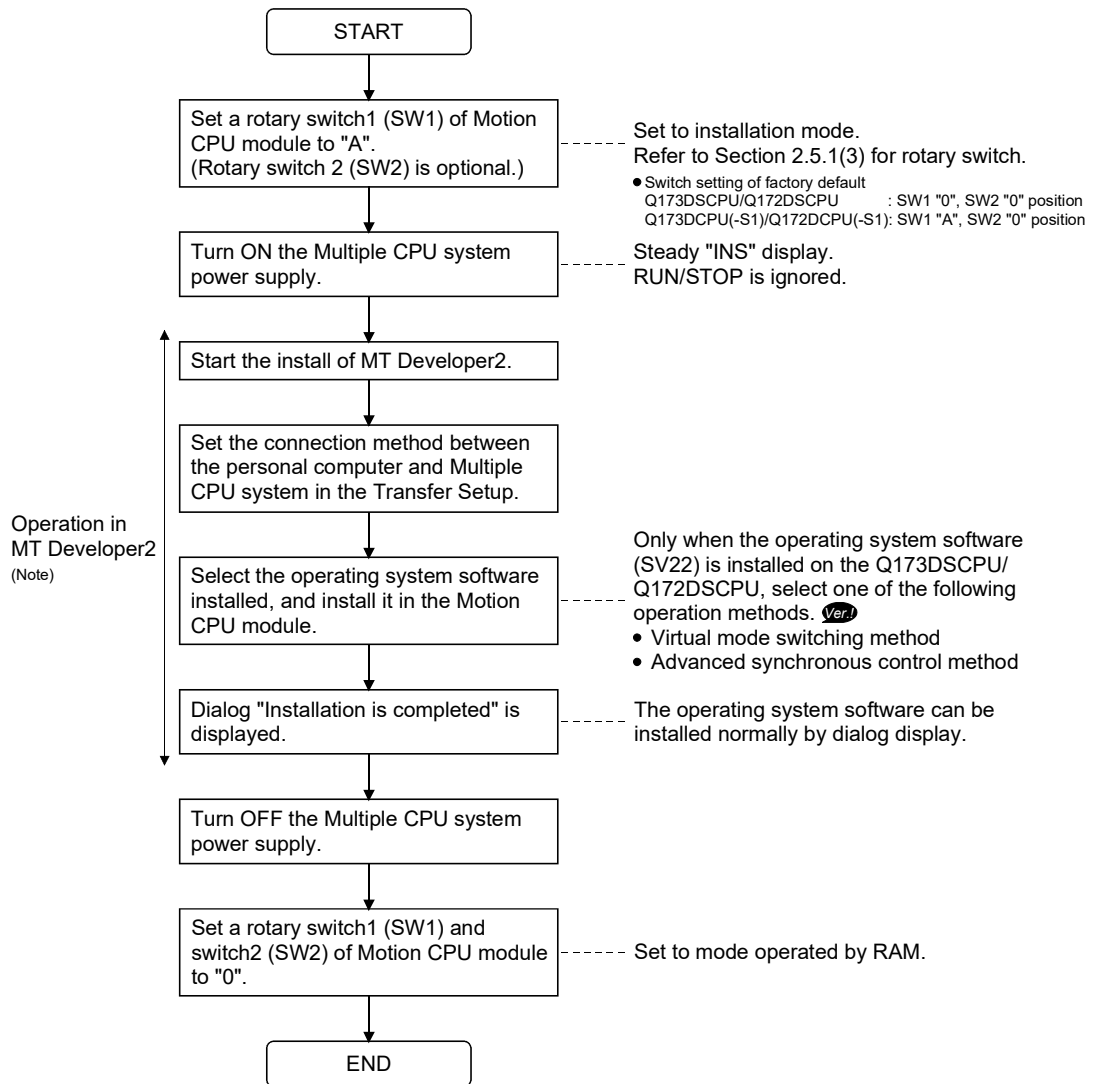 START
Set a rotary switch1 (SW1) of Motion
CPU module to "A".
(Rotary switch 2 (SW2) is optional.)
Set to installation mode.
Refer to Section 2.5.1(3) for rotary switch.
● Switch setting of factory default
Q173DSCPU/Q172DSCPU : SW1 "0", SW2 "0" position
Q173DCPU(-S1)/Q172DCPU(-S1): SW1 "A", SW2 "0" position
Turn ON the Multiple CPU system
power supply.
Steady "INS" display.
RUN/STOP is ignored.
Operation in
MT Developer2
(Note)
Start the install of MT Developer2.
Set the connection method between
the personal computer and Multiple
CPU system in the Transfer Setup.
Select the operating system software
installed, and install it in the Motion
CPU module.
Only when the operating system software
(SV22) is installed on the Q173DSCPU/
Q172DSCPU, select one of the following
operation methods. Ver.!
● Virtual mode switching method
● Advanced synchronous control method
Dialog "Installation is completed" is
displayed.
The operating system software can be
installed normally by dialog display.
Turn OFF the Multiple CPU system
power supply.
Set a rotary switch1 (SW1) and
switch2 (SW2) of Motion CPU module
to "0".
Set to mode operated by RAM.
END